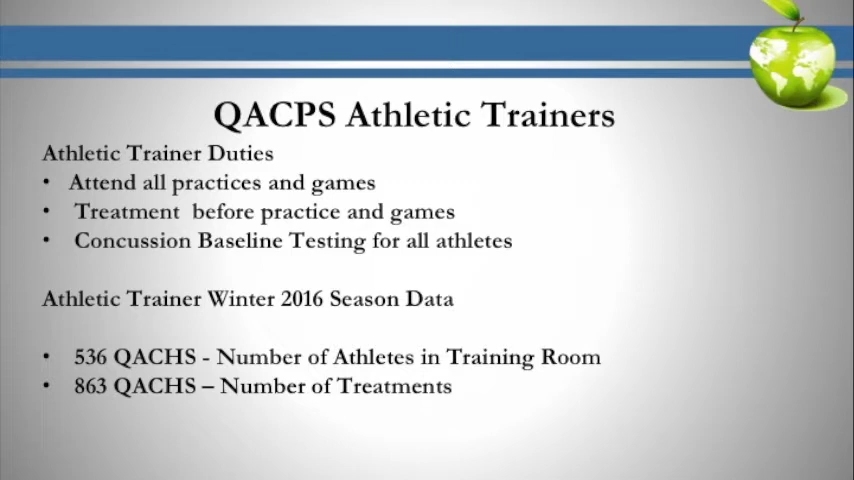 QACPS Athletic Trainers
Athletic Trainer Duties
• Attend all practices and games
• Treatment before practice and games
• Concussion Baseline Testing for all athletes
Athletic Trainer Winter 2016 Season Data
• 536 QACHS - Number of Athletes in Training Room
• 863 QACHS – Number of Treatments